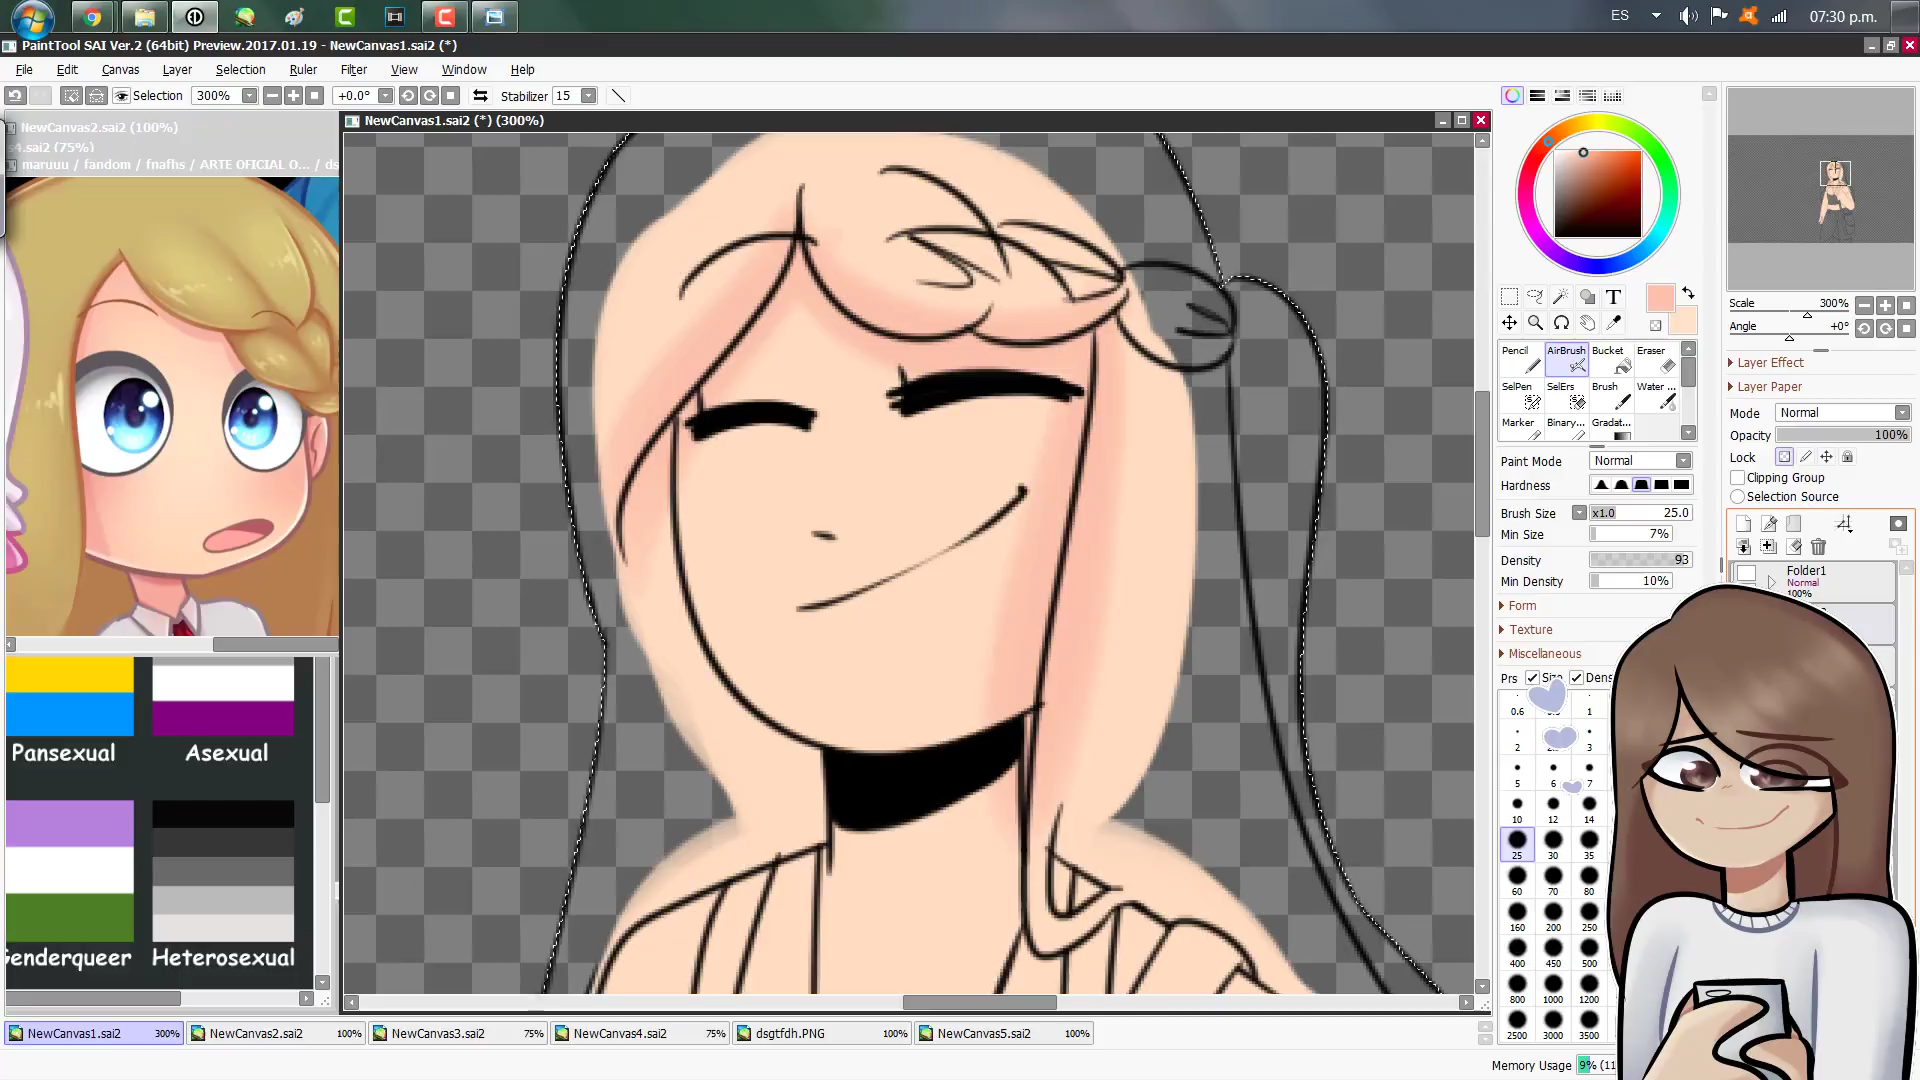 ES
07:30 p.m.
PaintTool SAI Ver.2 (64bit) Preview.2017.01.19 - NewCanvas1.sai2 (*)
File Edit Canvas Layer Selection Ruler Filter View Window Help
Selection 300% +0.0° Stabilizer 15
NewCanvas2.sai2 (100%)
s4.sai2 (75%)
maruuu / fandom / fnafhs / ARTE OFICIAL O... / ds
NewCanvas1.sai2 (*) (300%)
Pansexual
Asexual
Genderqueer
Heterosexual
T
Pencil AirBrush Bucket Eraser
SelPen SelErs Brush Water ...
Marker Binary... Gradat...
Paint Mode Normal
Hardness
Brush Size x1.0 25.0
Min Size 7%
Density 93
Min Density 10%
Form
Texture
Miscellaneous
Prs Size Dens
0.6 1
2 3
5 6 7
10 12 14
25 30 35
60 70 80
160 200 250
400 450 500
800 1000 1200
2500 3000 3500
Scale 300%
Angle +0°
Layer Effect
Layer Paper
Mode Normal
Opacity 100%
Lock
Clipping Group
Selection Source
Folder1
Normal
100%
NewCanvas1.sai2 300%
NewCanvas2.sai2 100%
NewCanvas3.sai2 75%
NewCanvas4.sai2 75%
dsgtfdh.PNG 100%
NewCanvas5.sai2 100%
Memory Usage 9% (11